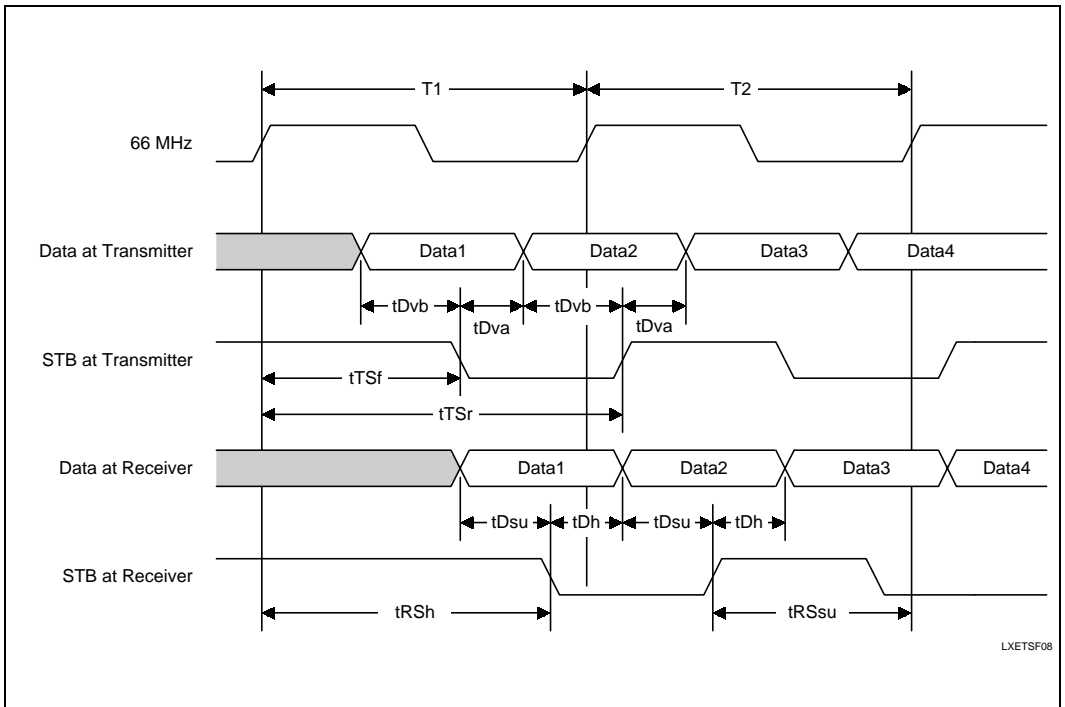 T1 T2
66 MHz
Data at Transmitter Data1 Data2 Data3 Data4
tDvb tDva tDvb tDva
STB at Transmitter
tTSf
tTSr
Data at Receiver Data1 Data2 Data3 Data4
tDsu tDh tDsu tDh
STB at Receiver
tRSh tRSsu
LXETSF08